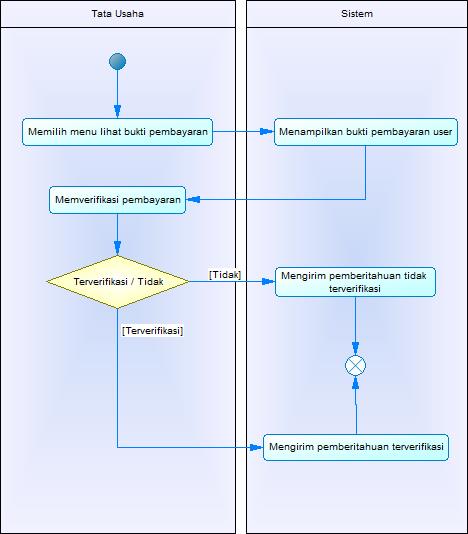 Tata Usaha
Sistem
Memilih menu lihat bukti pembayaran
Menampilkan bukti pembayaran user
Memverifikasi pembayaran
Terverifikasi / Tidak
[Tidak]
Mengirim pemberitahuan tidak
terverifikasi
[Terverifikasi]
Mengirim pemberitahuan terverifikasi